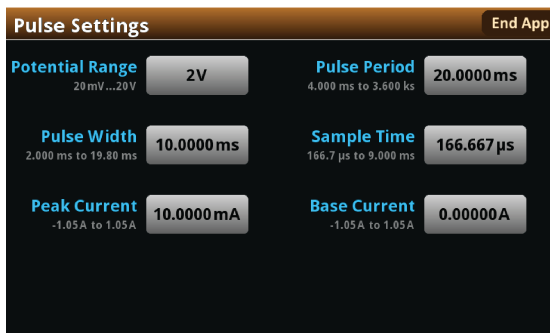 Pulse Settings
End App
Potential Range
20mV...20V
2V
Pulse Period
4.000 ms to 3.600 ks
20.0000ms
Pulse Width
2.000 ms to 19.80 ms
10.0000ms
Sample Time
166.7 µs to 9.000 ms
166.667µs
Peak Current
-1.05A to 1.05A
10.0000mA
Base Current
-1.05A to 1.05A
0.00000A